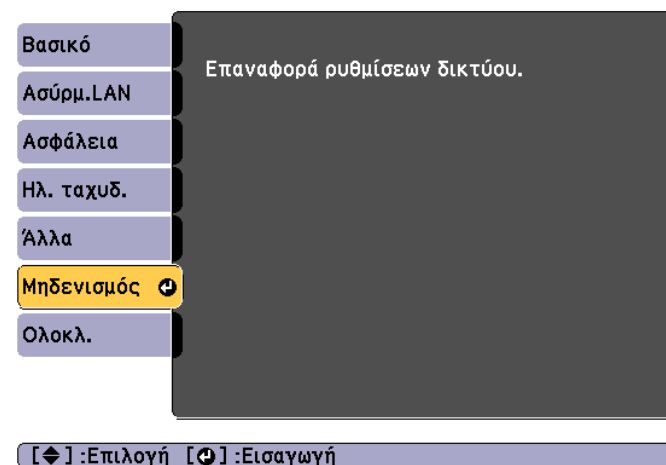 Βασικό
Επαναφορά ρυθμίσεων δικτύου.
Ασύρμ.LAN
Ασφάλεια
Ηλ. ταχυδ.
Άλλα
Μηδενισμός
Ολοκλ.
[◆]:Επιλογή [⏎]:Εισαγωγή